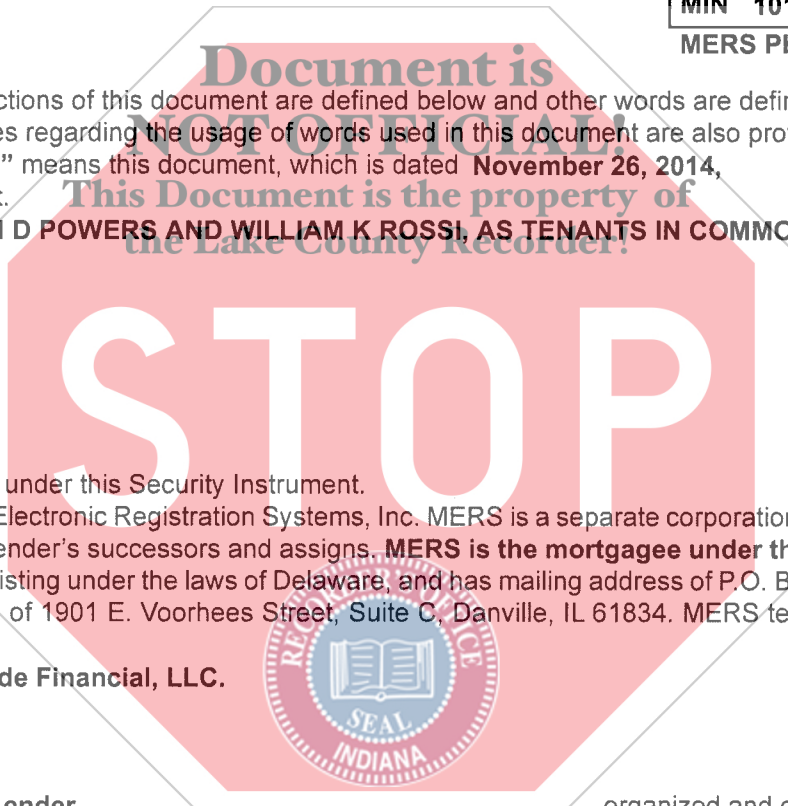 MIN 10
MERS
Document is
ctions of this document are defined below and other words are defin
NOT OFFICIAL!
es regarding the usage of words used in this document are also pro
” means this document, which is dated November 26, 2014,
This Document is the property of
D POWERS AND WILLIAM K ROSSI, AS TENANTS IN COMMO
the Lake County Recorder!
STOP
under this Security Instrument.
Electronic Registration Systems, Inc. MERS is a separate corporation
ender’s successors and assigns. MERS is the mortgagee under th
isting under the laws of Delaware, and has mailing address of P.O. B
of 1901 E. Voorhees Street, Suite C, Danville, IL 61834. MERS te
RECORDER'S OFFICE
de Financial, LLC.
SEAL
INDIANA
organized and